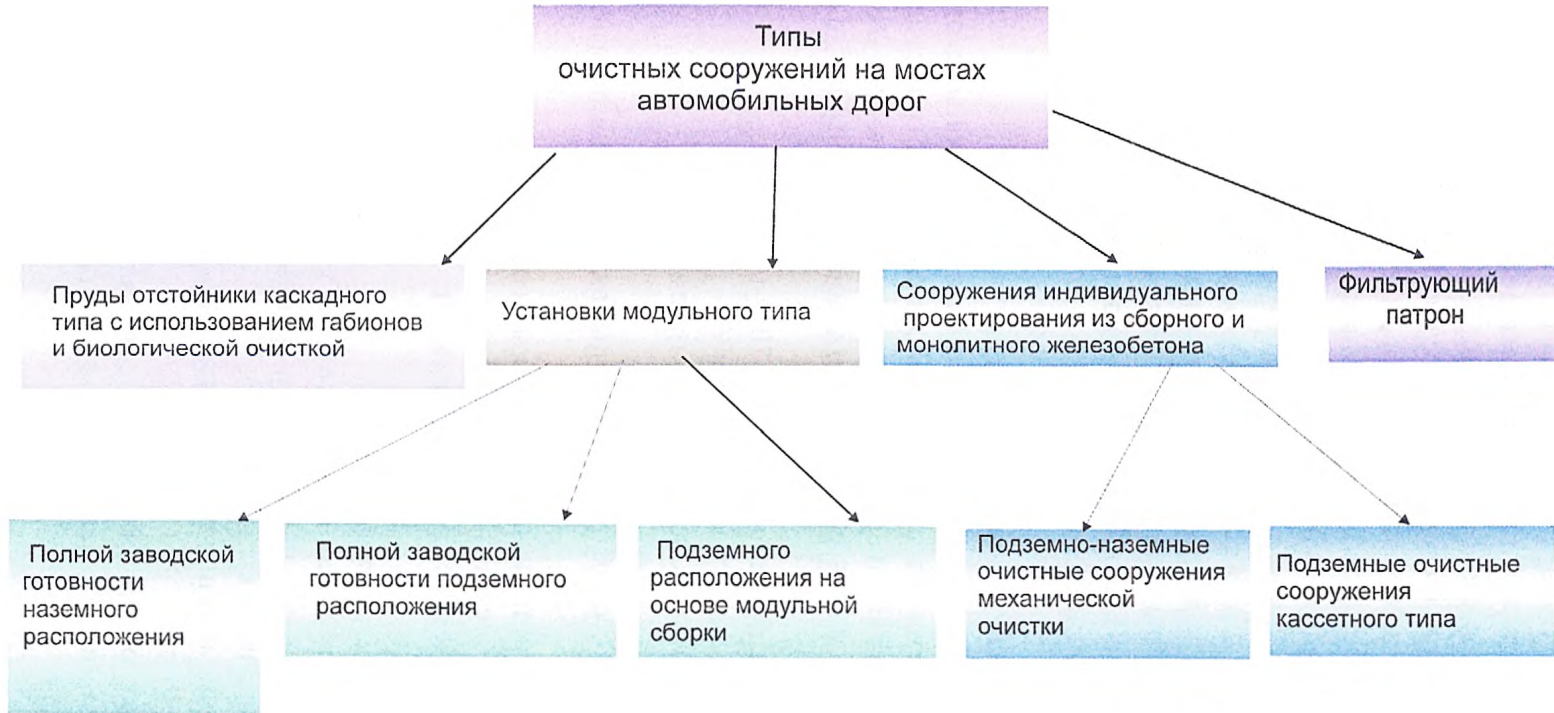 Типы
очистных сооружений на мостах
автомобильных дорог
Пруды отстойники каскадного
типа с использованием габионов
и биологической очисткой
Установки модульного типа
Сооружения индивидуального
проектирования из сборного и
монолитного железобетона
Фильтрующий
патрон
Полной заводской
готовности
наземного
расположения
Полной заводской
готовности подземного
расположения
Подземного
расположения на
основе модульной
сборки
Подземно-наземные
очистные сооружения
механической
очистки
Подземные очистные
сооружения
кассетного типа